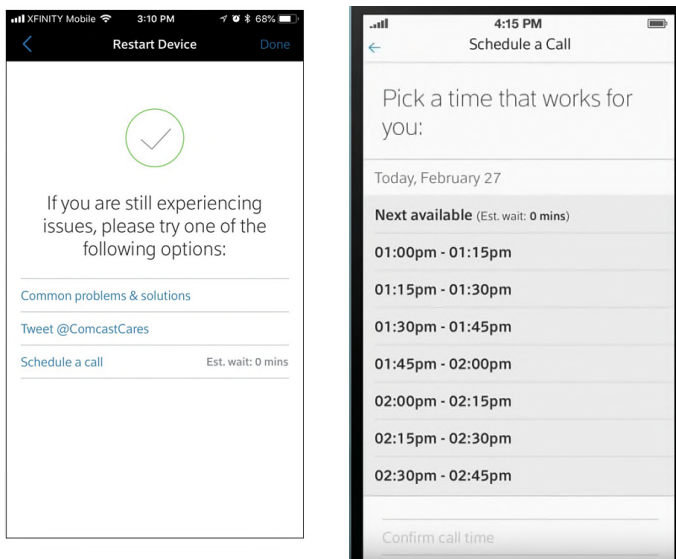 XFINITY Mobile 3:10 PM 68%
Restart Device Done
If you are still experiencing
issues, please try one of the
following options:
Common problems & solutions
Tweet @ComcastCares
Schedule a call Est. wait: 0 mins
4:15 PM
Schedule a Call
Pick a time that works for
you:
Today, February 27
Next available (Est. wait: 0 mins)
01:00pm - 01:15pm
01:15pm - 01:30pm
01:30pm - 01:45pm
01:45pm - 02:00pm
02:00pm - 02:15pm
02:15pm - 02:30pm
02:30pm - 02:45pm
Confirm call time